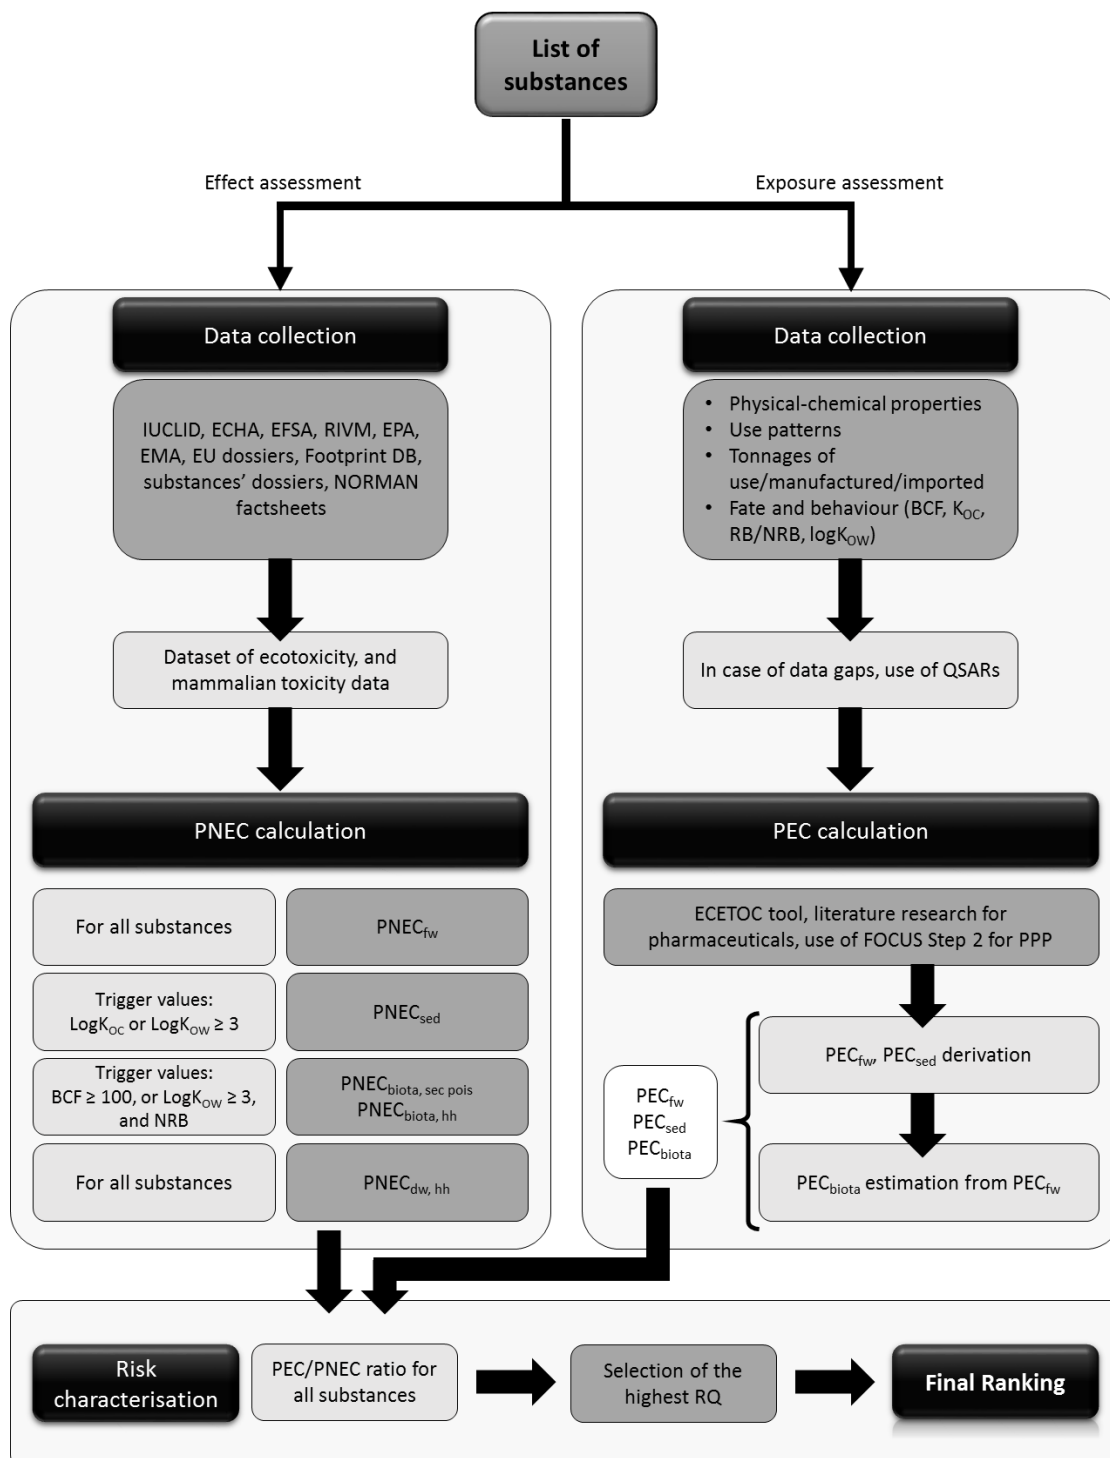 List of
substances
Effect assessment
Exposure assessment
Data collection
IUCLID, ECHA, EFSA, RIVM, EPA,
EMA, EU dossiers, Footprint DB,
substances’ dossiers, NORMAN
factsheets
Dataset of ecotoxicity, and
mammalian toxicity data
PNEC calculation
For all substances
PNECfw
Trigger values:
LogKOC or LogKOW ≥ 3
PNECsed
Trigger values:
BCF ≥ 100, or LogKOW ≥ 3,
and NRB
PNECbiota, sec pois
PNECbiota, hh
For all substances
PNECdw, hh
Data collection
• Physical-chemical properties
• Use patterns
• Tonnages of
use/manufactured/imported
• Fate and behaviour (BCF, KOC,
RB/NRB, logKOW)
In case of data gaps, use of QSARs
PEC calculation
ECETOC tool, literature research for
pharmaceuticals, use of FOCUS Step 2 for PPP
PECfw, PECsed derivation
PECbiota estimation from PECfw
PECfw
PECsed
PECbiota
Risk
characterisation
PEC/PNEC ratio for
all substances
Selection of the
highest RQ
Final Ranking